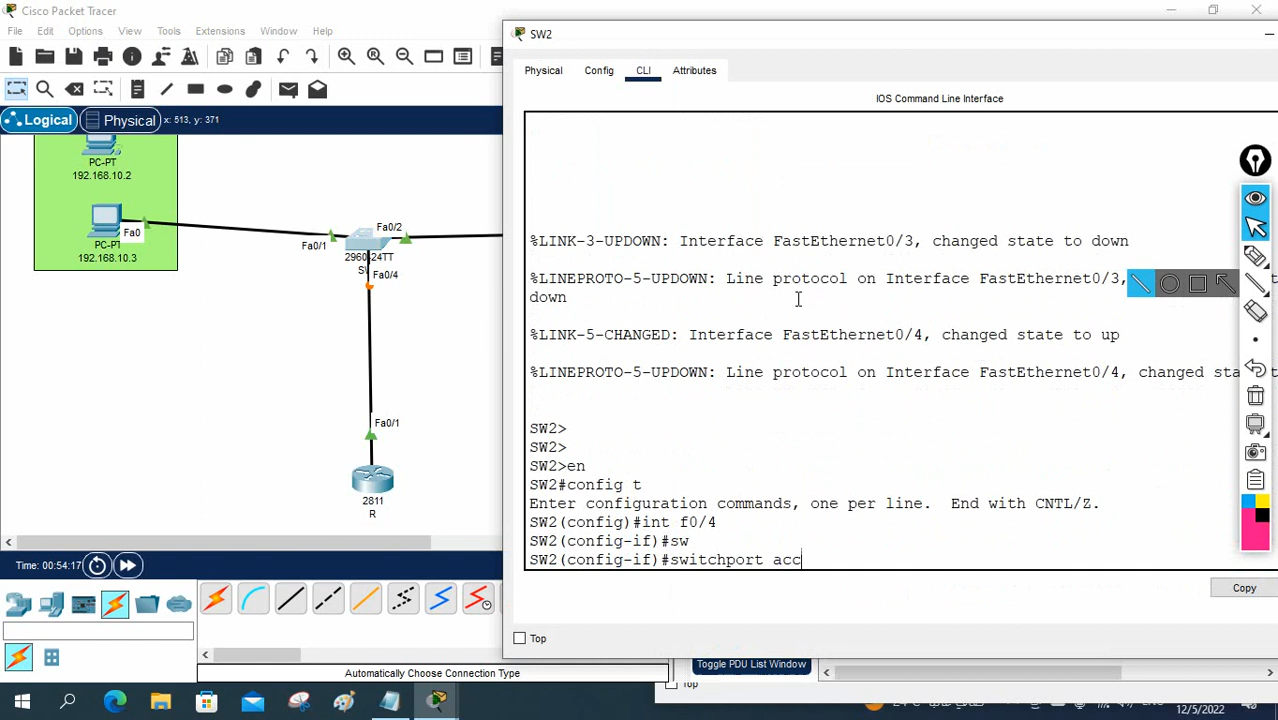 Cisco Packet Tracer
File Edit Options View Tools Extensions Window Help
Logical Physical x: 513, y: 371
PC-PT
192.168.10.2
Fa0
PC-PT
192.168.10.3
Fa0/1
Fa0/2
2960-24TT
Fa0/4
Fa0/1
2811
R
Time: 00:54:17
Automatically Choose Connection Type
SW2
Physical Config CLI Attributes
IOS Command Line Interface
%LINK-3-UPDOWN: Interface FastEthernet0/3, changed state to down
%LINEPROTO-5-UPDOWN: Line protocol on Interface FastEthernet0/3,
down
%LINK-5-CHANGED: Interface FastEthernet0/4, changed state to up
%LINEPROTO-5-UPDOWN: Line protocol on Interface FastEthernet0/4, changed
SW2>
SW2>
SW2>en
SW2#config t
Enter configuration commands, one per line. End with CNTL/Z.
SW2(config)#int f0/4
SW2(config-if)#sw
SW2(config-if)#switchport acc
Copy
Top
Toggle PDU List Window
Top
12/5/2022